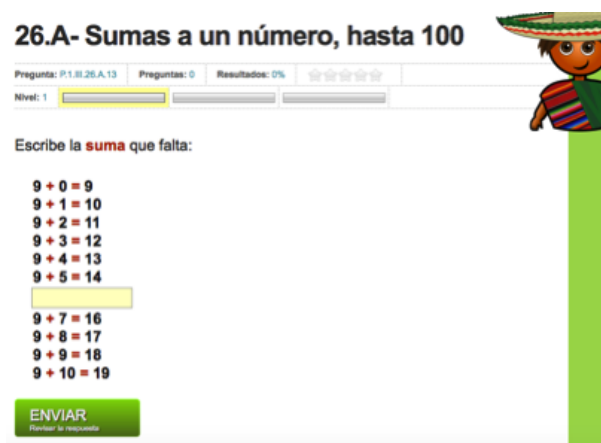 26.A- Sumas a un número, hasta 100
Pregunta: P.1.III.26.A.13 Preguntas: 0 Resultados: 0%
Nivel: 1
Escribe la suma que falta:
9 + 0 = 9
9 + 1 = 10
9 + 2 = 11
9 + 3 = 12
9 + 4 = 13
9 + 5 = 14
9 + 7 = 16
9 + 8 = 17
9 + 9 = 18
9 + 10 = 19
ENVIAR
Revisar la respuesta